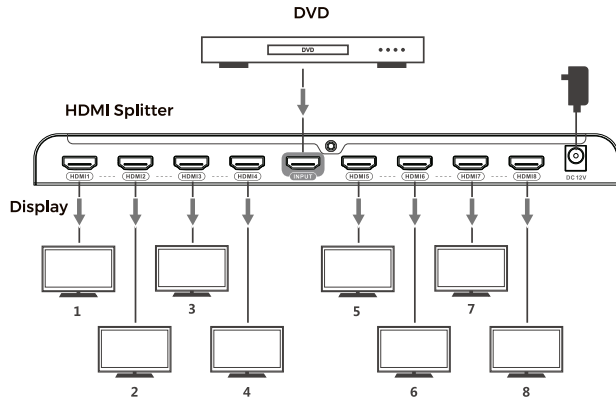 DVD
DVD
HDMI Splitter
HDMI1 HDMI2 HDMI3 HDMI4 INPUT HDMI5 HDMI6 HDMI7 HDMI8 DC 12V
Display
1 3 5 7
2 4 6 8